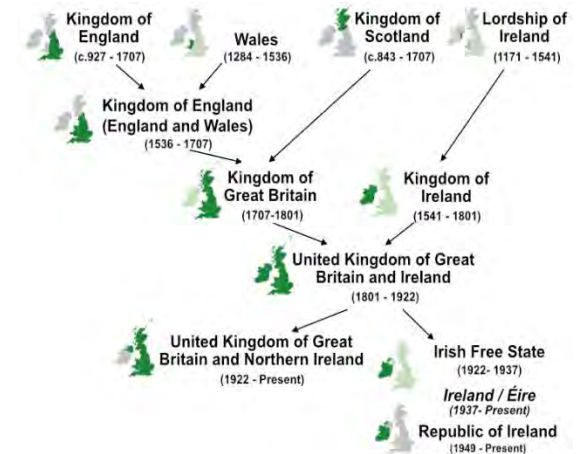 Kingdom of
England
(c.927 - 1707)
Wales
(1284 - 1536)
Kingdom of
Scotland
(c.843 - 1707)
Lordship of
Ireland
(1171 - 1541)
Kingdom of England
(England and Wales)
(1536 - 1707)
Kingdom of
Great Britain
(1707-1801)
Kingdom of
Ireland
(1541 - 1801)
United Kingdom of Great
Britain and Ireland
(1801 - 1922)
United Kingdom of Great
Britain and Northern Ireland
(1922 - Present)
Irish Free State
(1922- 1937)
Ireland / Éire
(1937- Present)
Republic of Ireland
(1949 - Present)